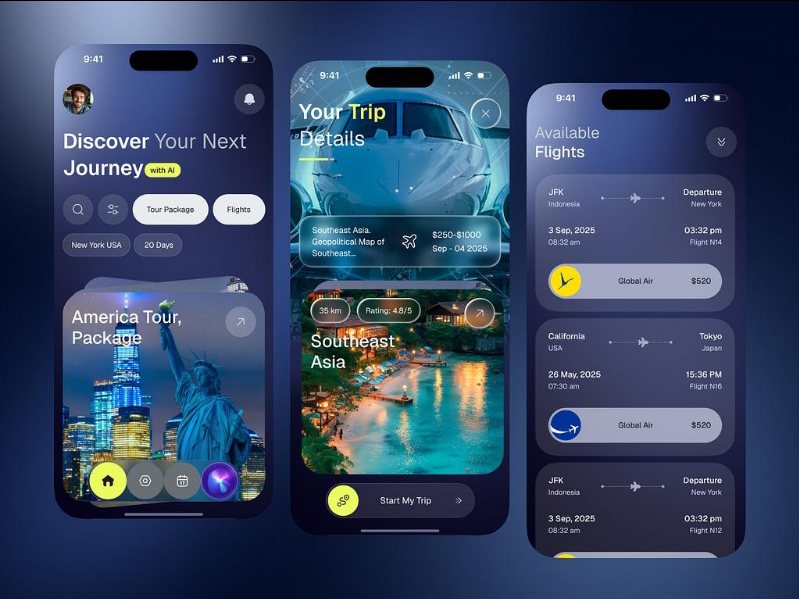 9:41
Discover Your Next
Journey with AI
Tour Package
Flights
New York USA
20 Days
America Tour,
Package
9:41
Your Trip
Details
Southeast Asia.
Geopolitical Map of
Southeast...
$250-$1000
Sep - 04 2025
35 km
Rating: 4.8/5
Southeast
Asia
Start My Trip
9:41
Available
Flights
JFK
Departure
Indonesia
New York
3 Sep, 2025
03:32 pm
08:32 am
Flight N14
Global Air
$520
California
Tokyo
USA
Japan
26 May, 2025
15:36 PM
07:30 am
Flight N16
Global Air
$520
JFK
Departure
Indonesia
New York
3 Sep, 2025
03:32 pm
08:32 am
Flight N12